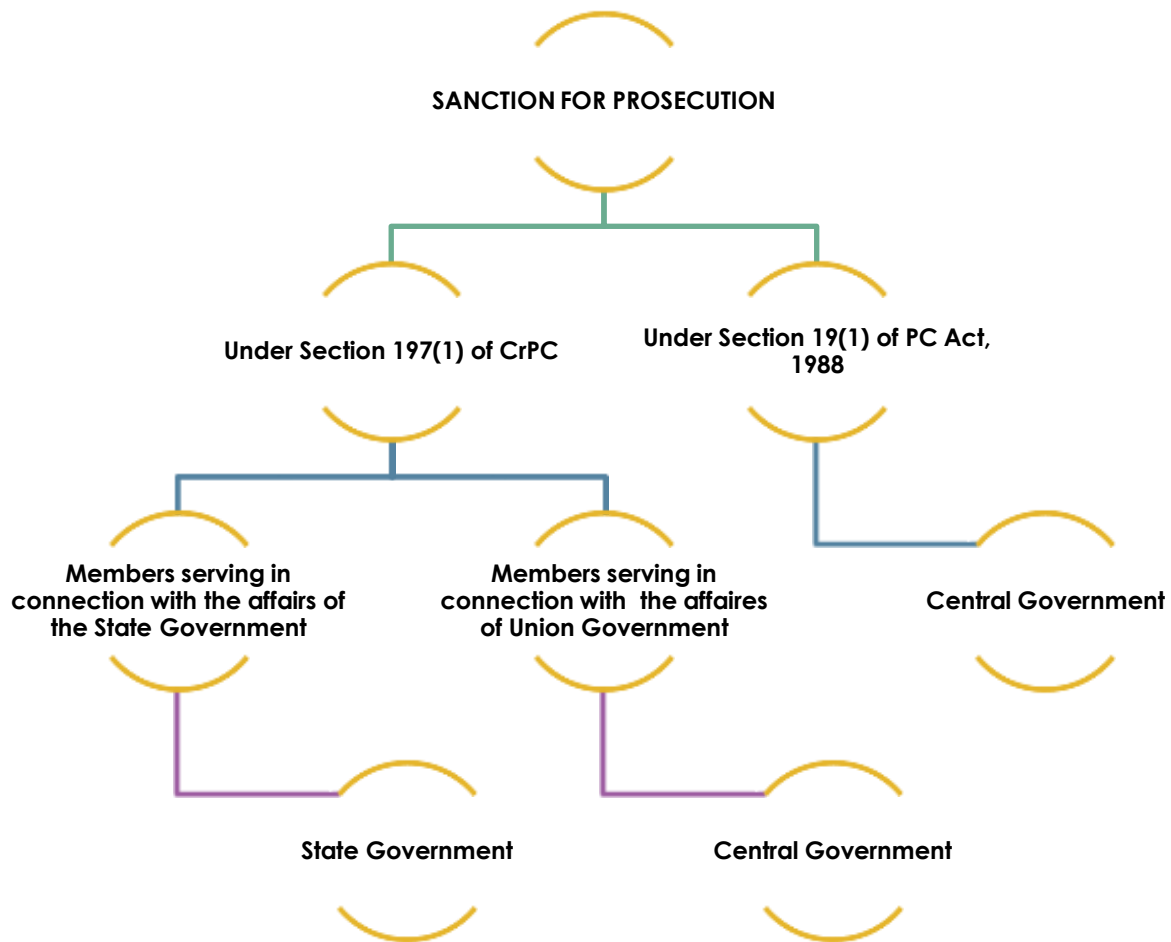 SANCTION FOR PROSECUTION
Under Section 197(1) of CrPC
Under Section 19(1) of PC Act,
1988
Members serving in
connection with the affairs of
the State Government
Members serving in
connection with the affaires
of Union Government
Central Government
State Government
Central Government